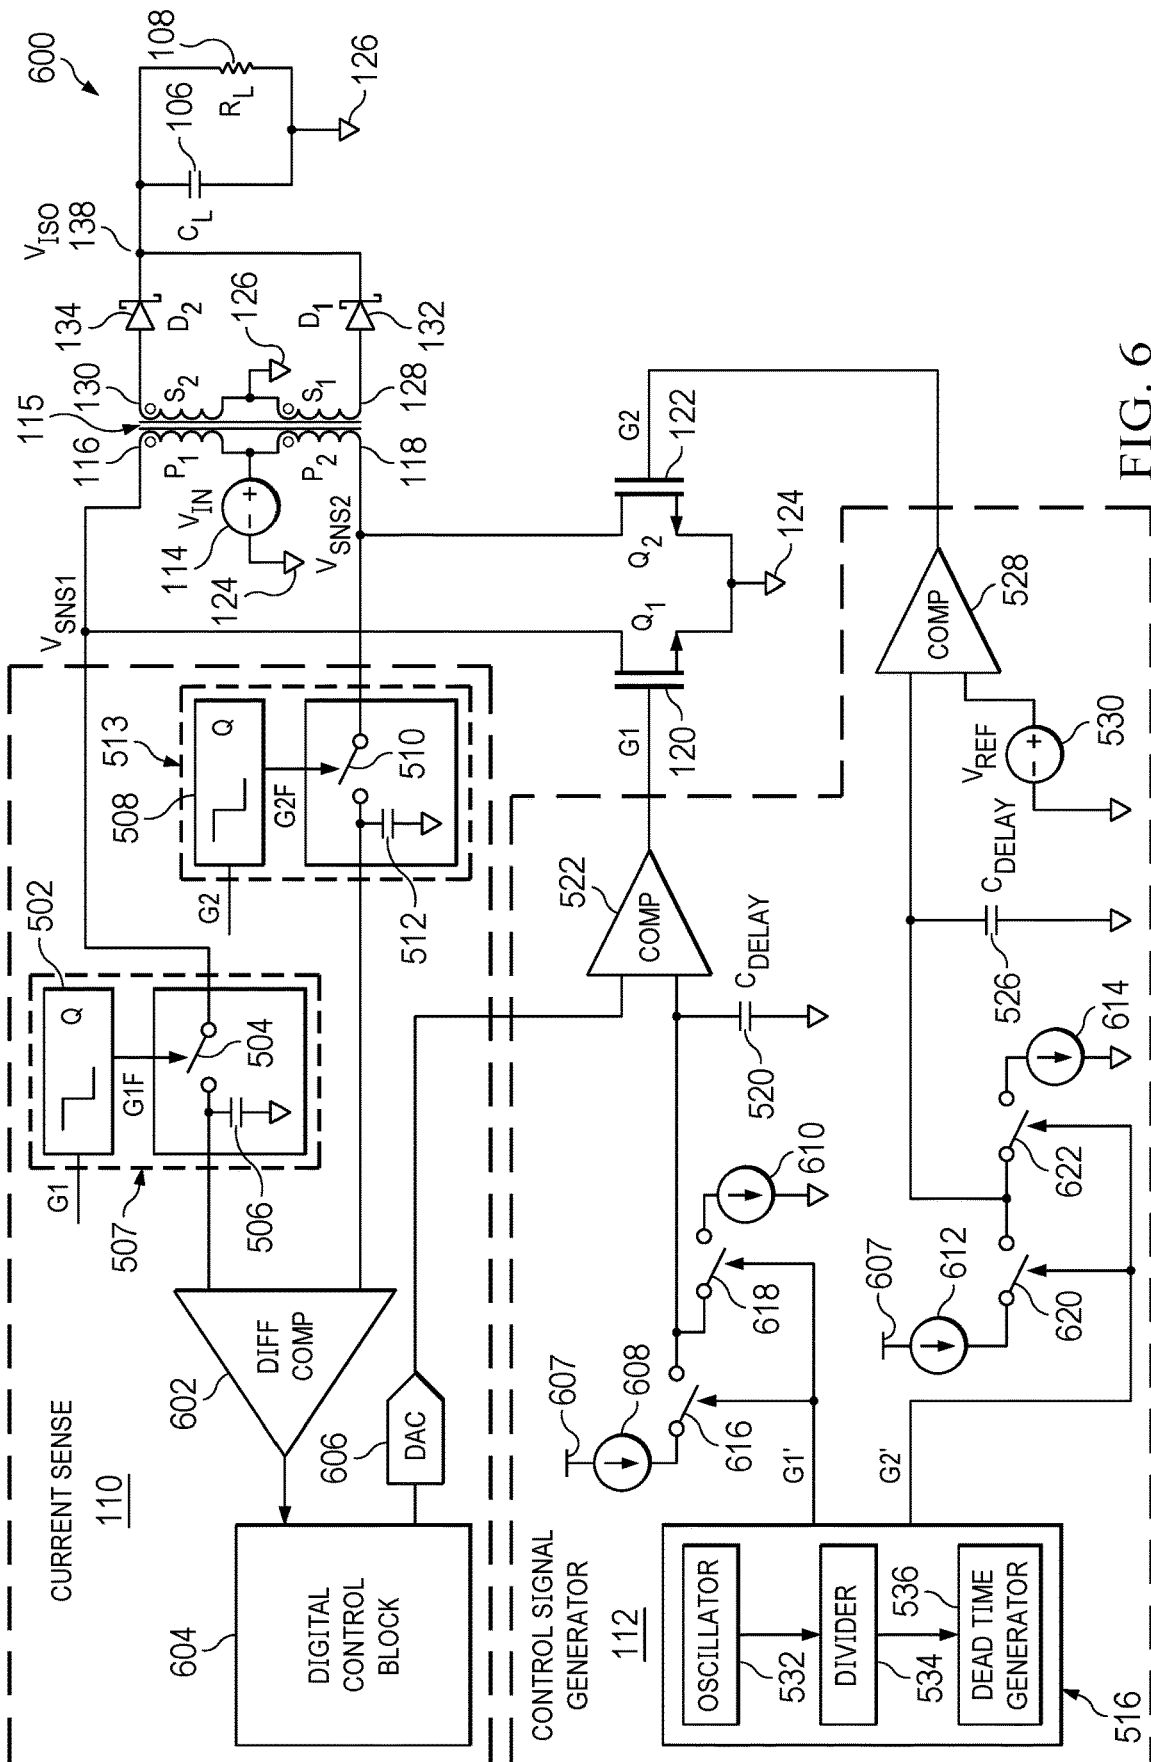 600
108
R_L
106
C_L
126
V_ISO
138
134
D_2
D_1
132
126
130
S_2
S_1
128
115
116
P_1
P_2
118
V_IN
114
124
V_SNS1
V_SNS2
G2
122
Q_2
Q_1
124
120
G1
513
508
Q
G2F
510
512
G2
502
Q
G1F
504
506
G1
507
DIFF
COMP
602
CURRENT SENSE
110
606
DAC
604
DIGITAL
CONTROL
BLOCK
522
COMP
C_DELAY
520
COMP
528
V_REF
530
C_DELAY
526
614
610
618
622
607
608
616
607
612
620
G1'
G2'
CONTROL SIGNAL
GENERATOR
112
OSCILLATOR
532
DIVIDER
534
536
DEAD TIME
GENERATOR
516
FIG. 6